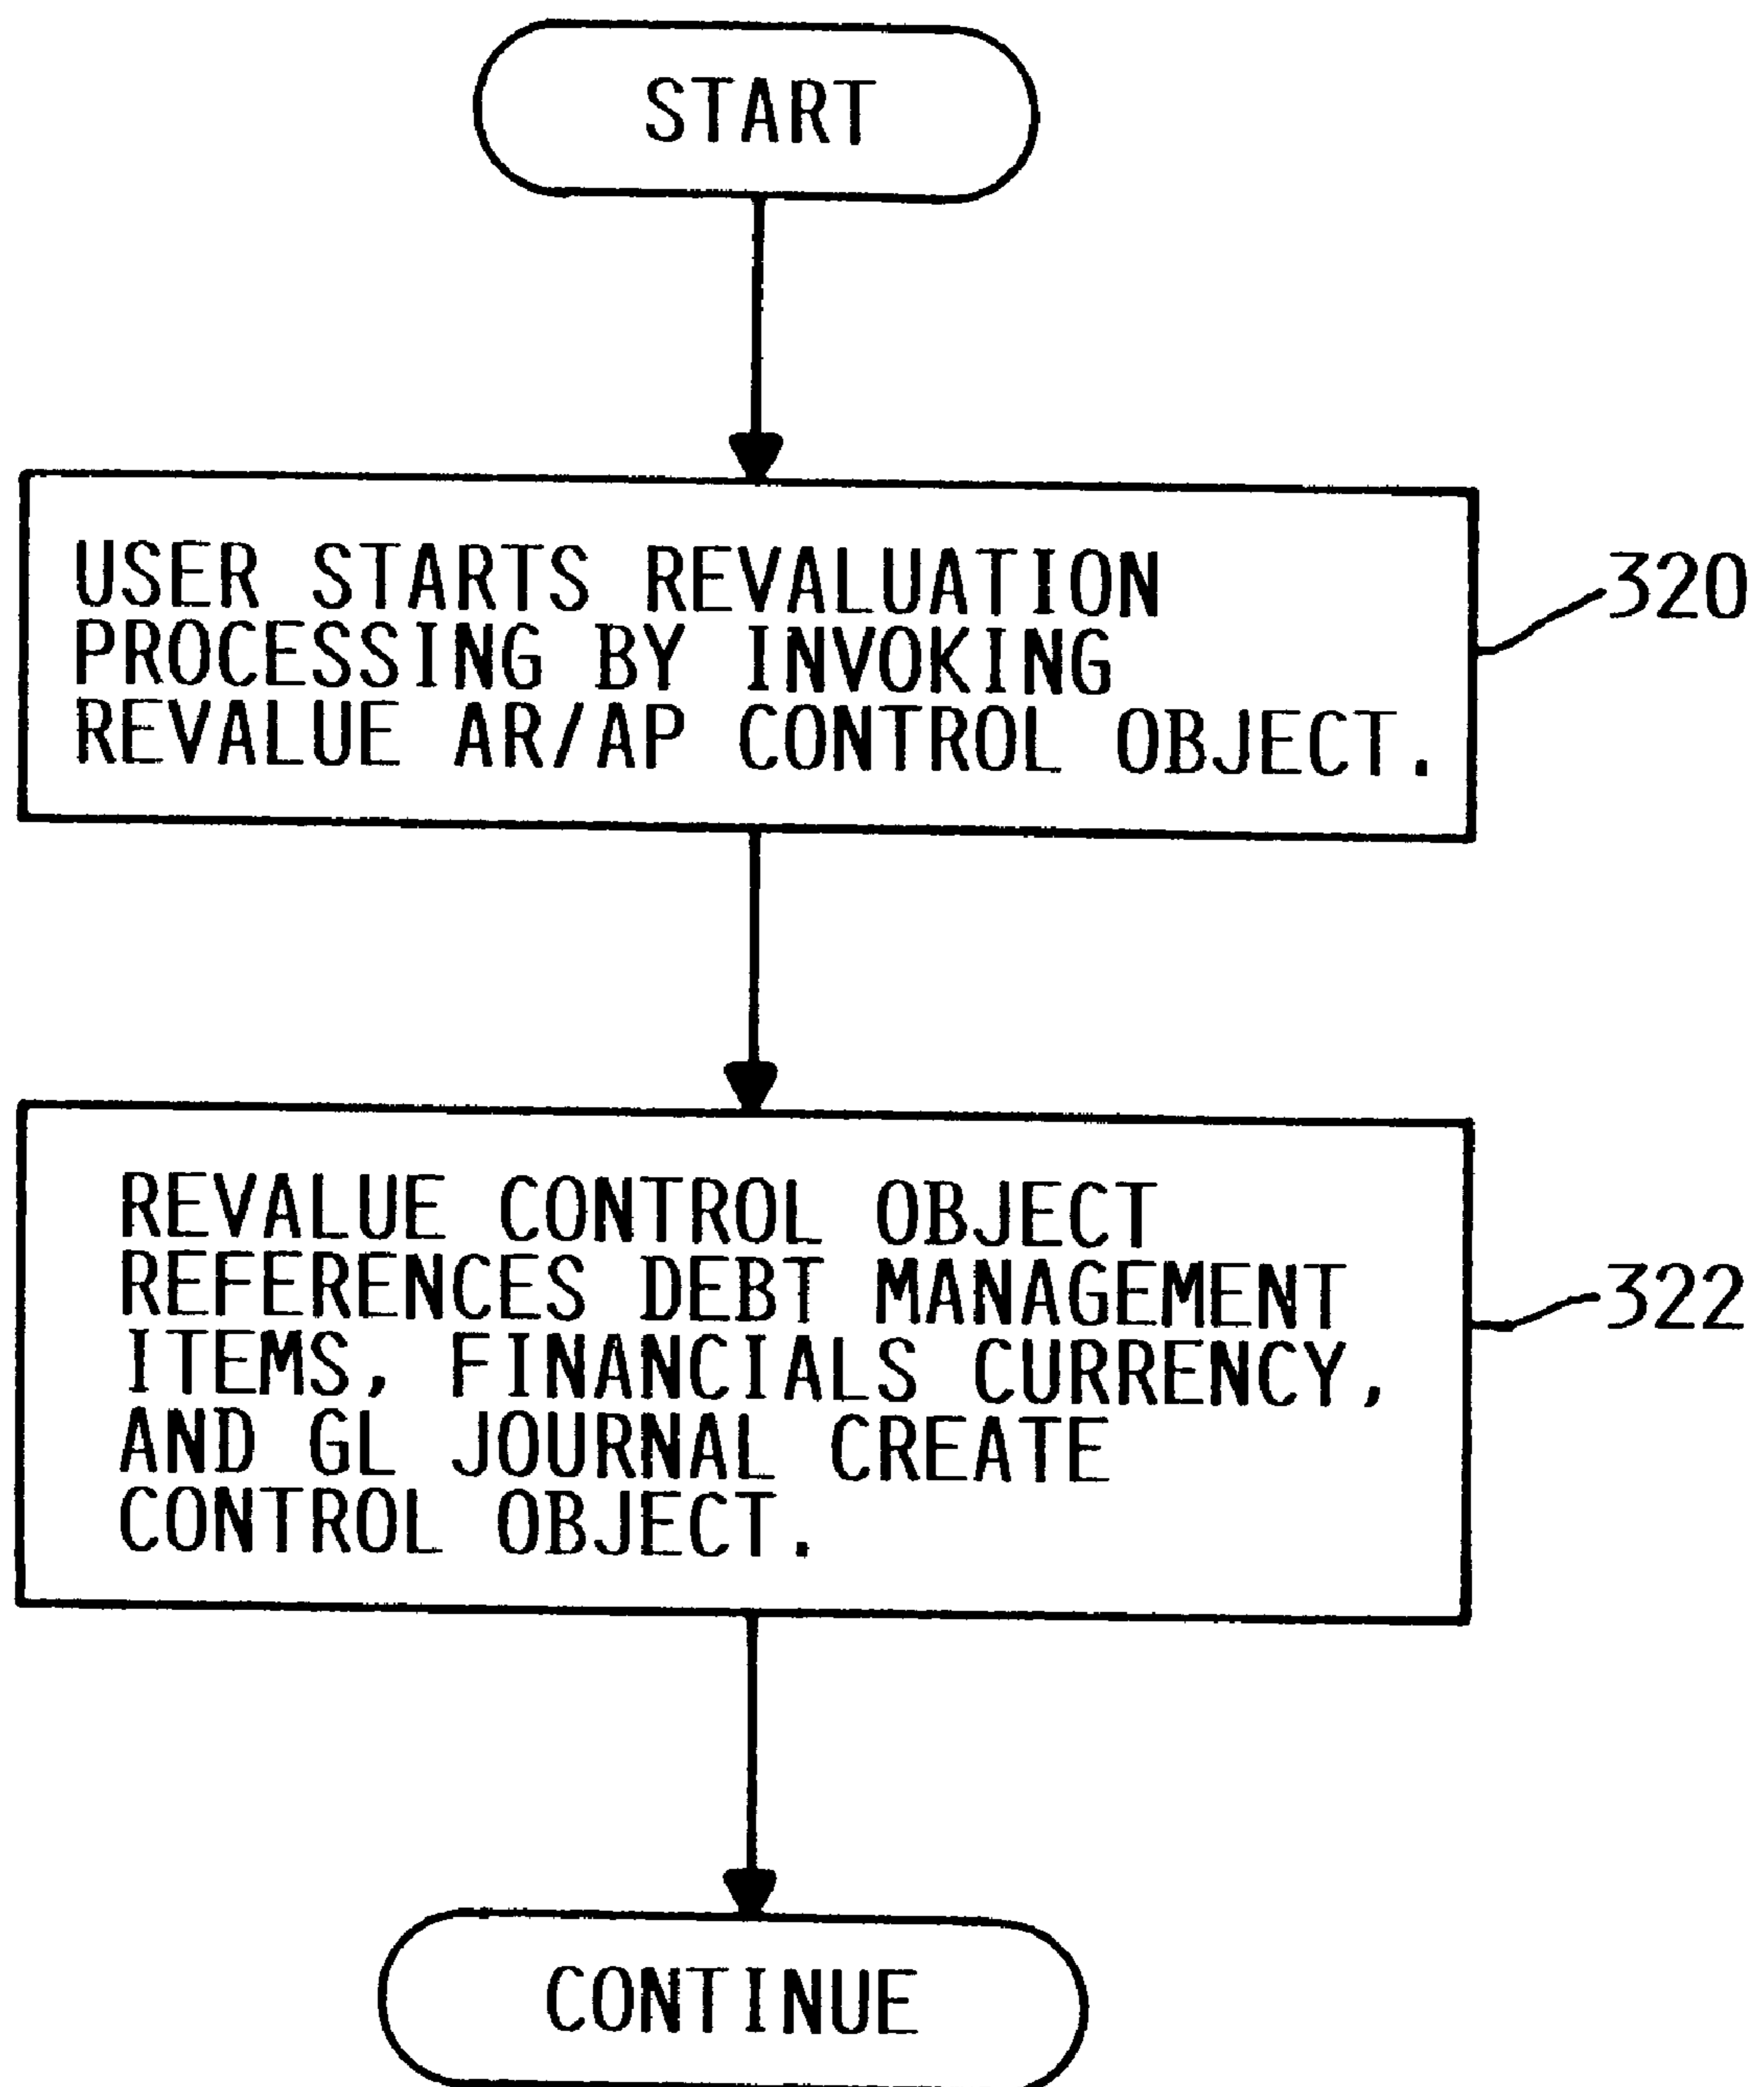 START
USER STARTS REVALUATION
PROCESSING BY INVOKING
REVALUE AR/AP CONTROL OBJECT.
320
REVALUE CONTROL OBJECT
REFERENCES DEBT MANAGEMENT
ITEMS, FINANCIALS CURRENCY,
AND GL JOURNAL CREATE
CONTROL OBJECT.
322
CONTINUE